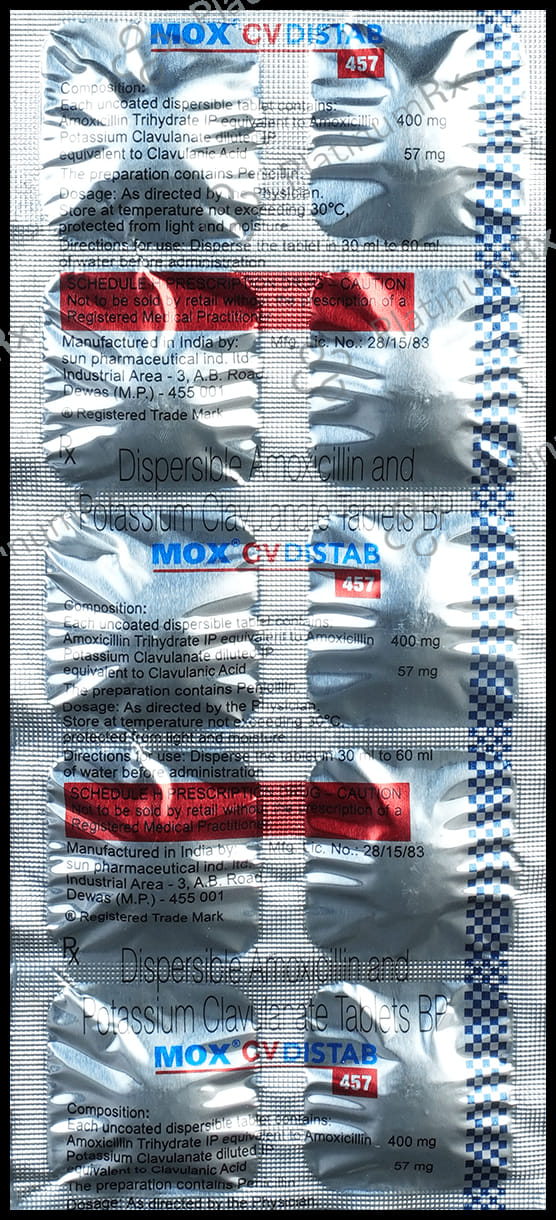 MOX® CV DISTAB
457
Composition:
Each uncoated dispersible tablet contains:
Amoxicillin Trihydrate IP equivalent to Amoxicillin 400 mg
Potassium Clavulanate diluted IP
equivalent to Clavulanic Acid 57 mg
The preparation contains Penicillin.
Dosage: As directed by the Physician.
Store at temperature not exceeding 30°C,
protected from light and moisture
Directions for use: Disperse the tablet in 30 ml to 60 ml
of water before administration
SCHEDULE H PRESCRIPTION DRUG - CAUTION
Not to be sold by retail without the prescription of a
Registered Medical Practitioner
Manufactured in India by: Mfg. Lic. No.: 28/15/83
sun pharmaceutical ind. ltd
Industrial Area - 3, A.B. Road
Dewas (M.P.) - 455 001
® Registered Trade Mark
Rx
Dispersible Amoxicillin and
Potassium Clavulanate Tablets BP
MOX® CV DISTAB
457
Composition:
Each uncoated dispersible tablet contains:
Amoxicillin Trihydrate IP equivalent to Amoxicillin 400 mg
Potassium Clavulanate diluted IP
equivalent to Clavulanic Acid 57 mg
The preparation contains Penicillin.
Dosage: As directed by the Physician.
Store at temperature not exceeding 30°C,
protected from light and moisture
Directions for use: Disperse the tablet in 30 ml to 60 ml
of water before administration
SCHEDULE H PRESCRIPTION DRUG - CAUTION
Not to be sold by retail without the prescription of a
Registered Medical Practitioner
Manufactured in India by Mfg. Lic. No.: 28/15/83
sun pharmaceutical ind. ltd.
Industrial Area - 3, A.B. Road
Dewas (M.P.) - 455 001
® Registered Trade Mark
Rx
Dispersible Amoxicillin and
Potassium Clavulanate Tablets BP
MOX® CV DISTAB
457
Composition:
Each uncoated dispersible tablet contains:
Amoxicillin Trihydrate IP equivalent to Amoxicillin 400 mg
Potassium Clavulanate diluted IP
equivalent to Clavulanic Acid 57 mg
The preparation contains Penicillin
Dosage: As directed by the Physician
PlatinumRx
PlatinumRx
PlatinumRx